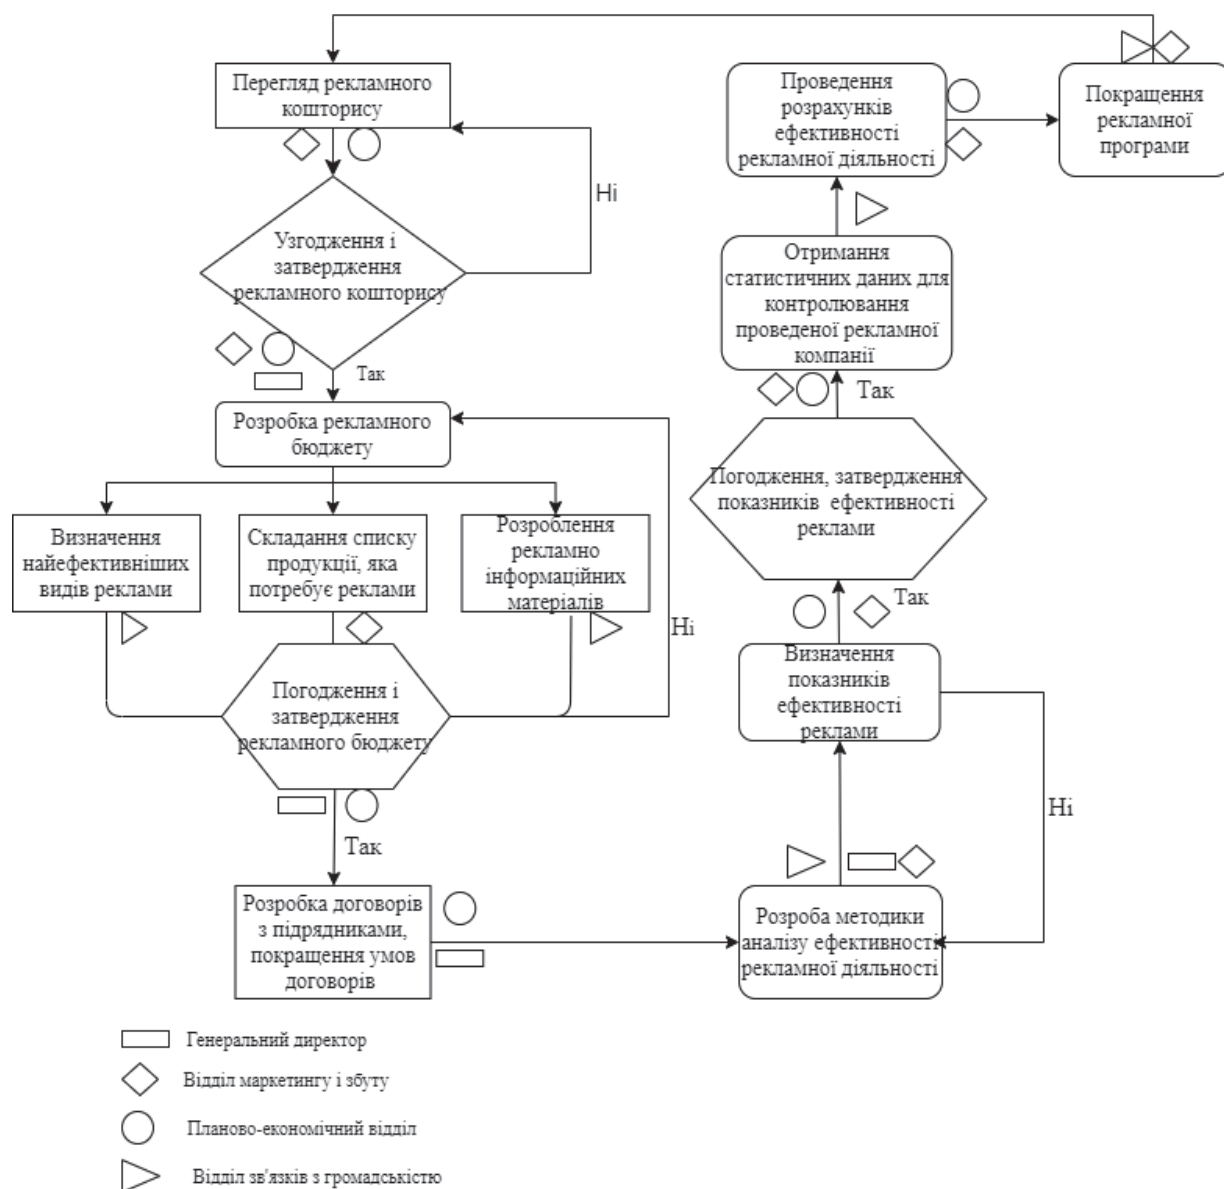 Перегляд рекламного
кошторису
Ні
Узгодження і
затвердження
рекламного кошторису
Так
Розробка рекламного
бюджету
Визначення
найефективніших
видів реклами
Складання списку
продукції, яка
потребує реклами
Розроблення
рекламно
інформаційних
матеріалів
Ні
Погодження і
затвердження
рекламного бюджету
Так
Розробка договорів
з підрядниками,
покращення умов
договорів
Розроба методики
аналізу ефективності
рекламної діяльності
Ні
Визначення
показників
ефективності
реклами
Так
Погодження, затвердження
показників ефективності
реклами
Так
Отримання
статистичних даних для
контролювання
проведеної рекламної
компанії
Проведення
розрахунків
ефективності
рекламної діяльності
Покращення
рекламної
програми
Генеральний директор
Відділ маркетингу і збуту
Планово-економічний відділ
Відділ зв'язків з громадськістю